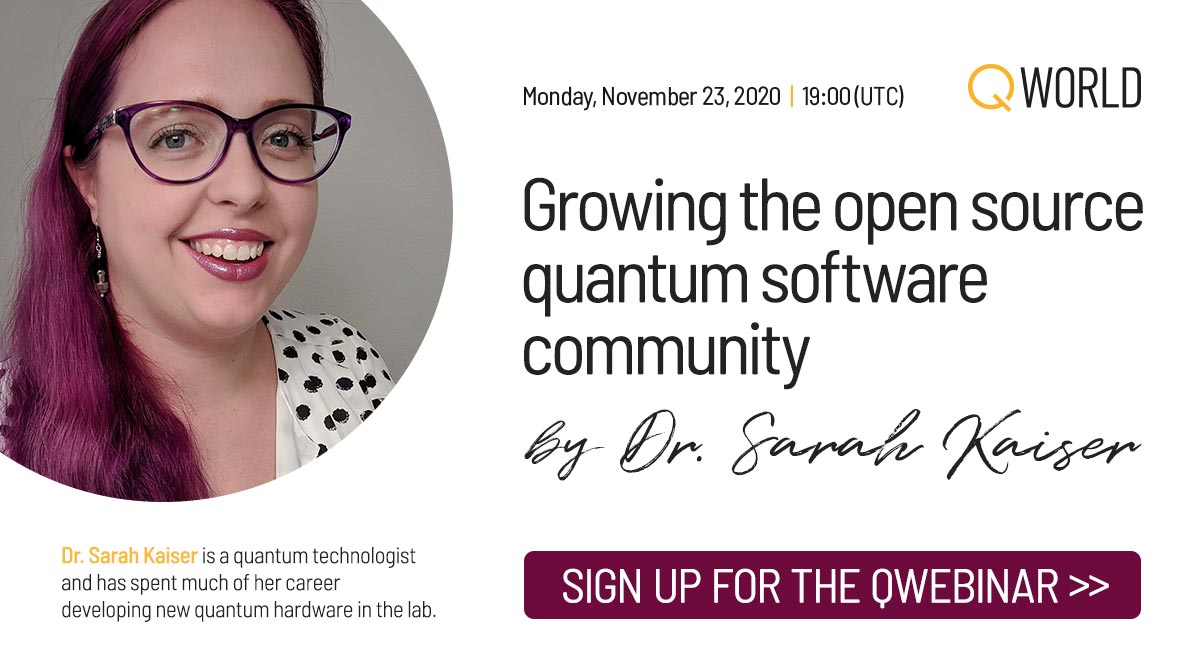 Monday, November 23, 2020 | 19:00 (UTC)
QWORLD
Growing the open source
quantum software
community
by Dr. Sarah Kaiser
Dr. Sarah Kaiser is a quantum technologist
and has spent much of her career
developing new quantum hardware in the lab.
SIGN UP FOR THE QWEBINAR >>